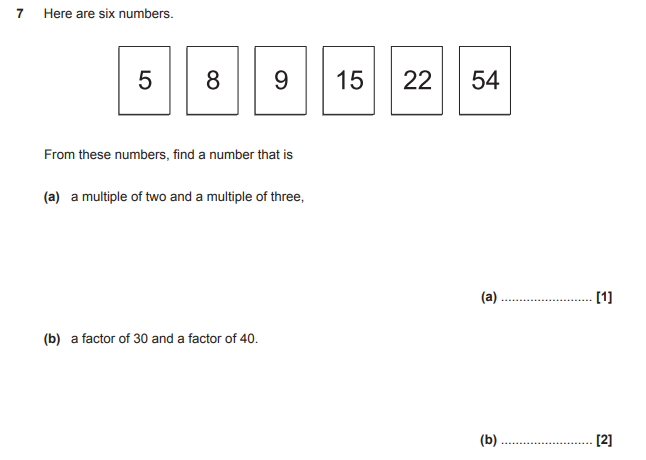 7 Here are six numbers.
5 8 9 15 22 54
From these numbers, find a number that is
(a) a multiple of two and a multiple of three,
(a) ......................... [1]
(b) a factor of 30 and a factor of 40.
(b) ......................... [2]